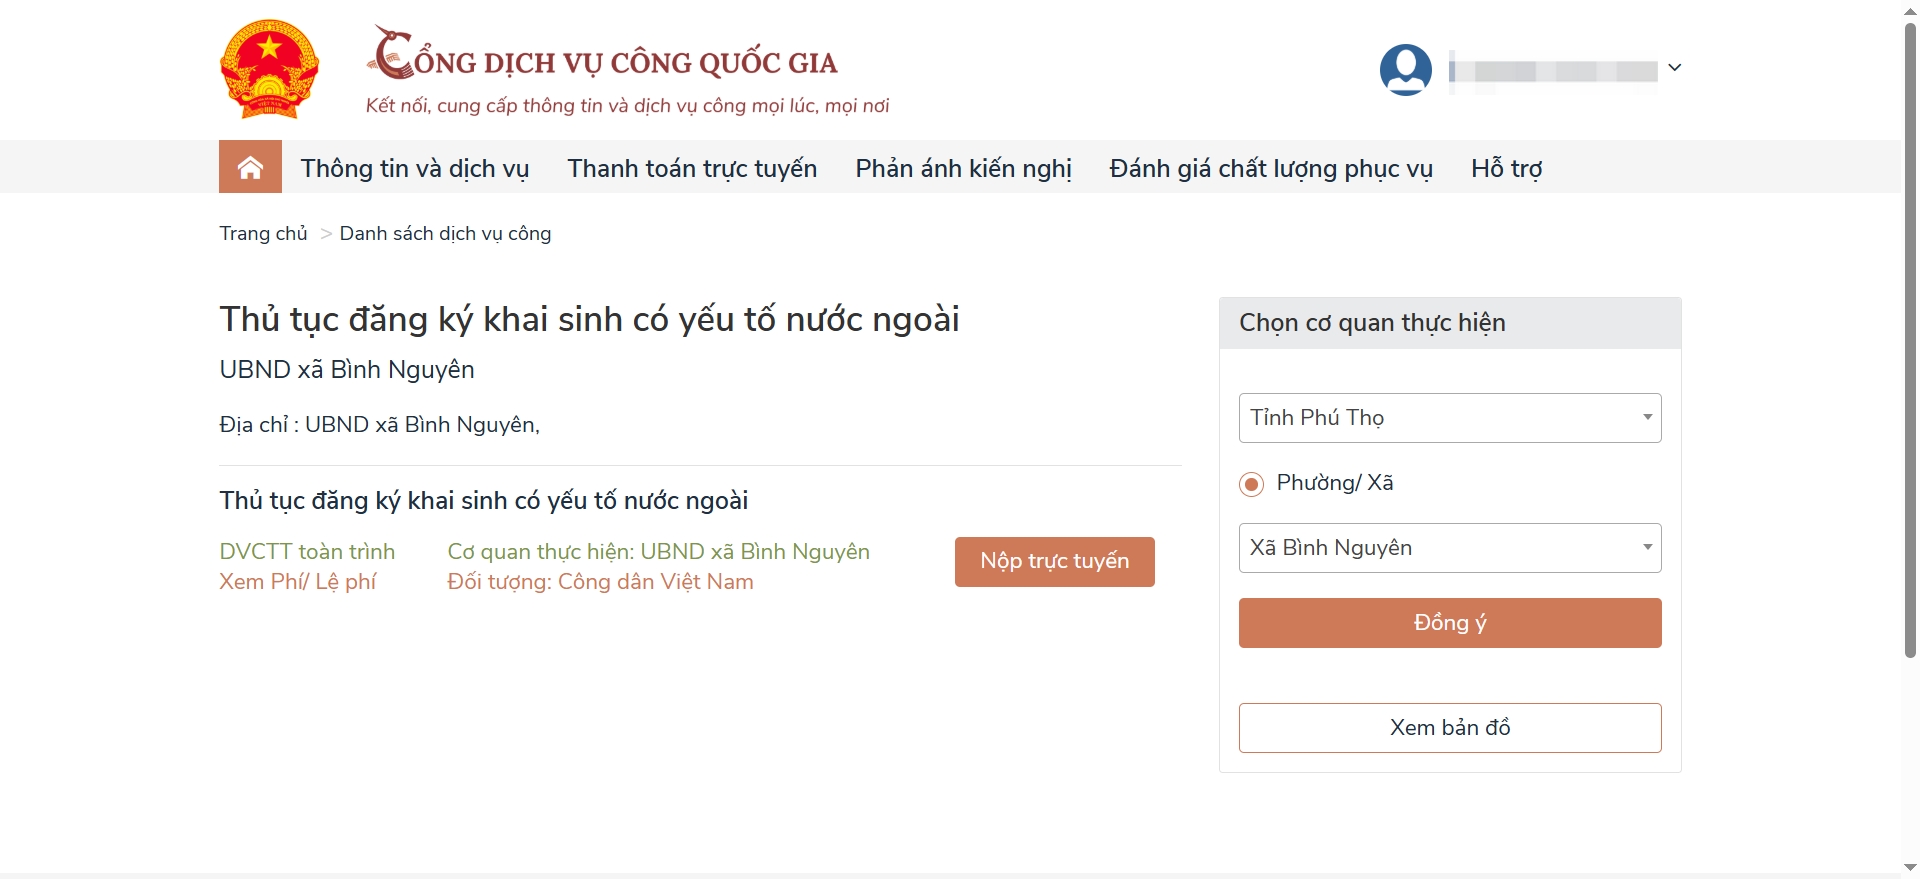 CỔNG DỊCH VỤ CÔNG QUỐC GIA
Kết nối, cung cấp thông tin và dịch vụ công mọi lúc, mọi nơi
Thông tin và dịch vụ
Thanh toán trực tuyến
Phản ánh kiến nghị
Đánh giá chất lượng phục vụ
Hỗ trợ
Trang chủ > Danh sách dịch vụ công
Thủ tục đăng ký khai sinh có yếu tố nước ngoài
UBND xã Bình Nguyên
Địa chỉ : UBND xã Bình Nguyên,
Thủ tục đăng ký khai sinh có yếu tố nước ngoài
DVCTT toàn trình
Xem Phí/ Lệ phí
Cơ quan thực hiện: UBND xã Bình Nguyên
Đối tượng: Công dân Việt Nam
Nộp trực tuyến
Chọn cơ quan thực hiện
Tỉnh Phú Thọ
Phường/ Xã
Xã Bình Nguyên
Đồng ý
Xem bản đồ